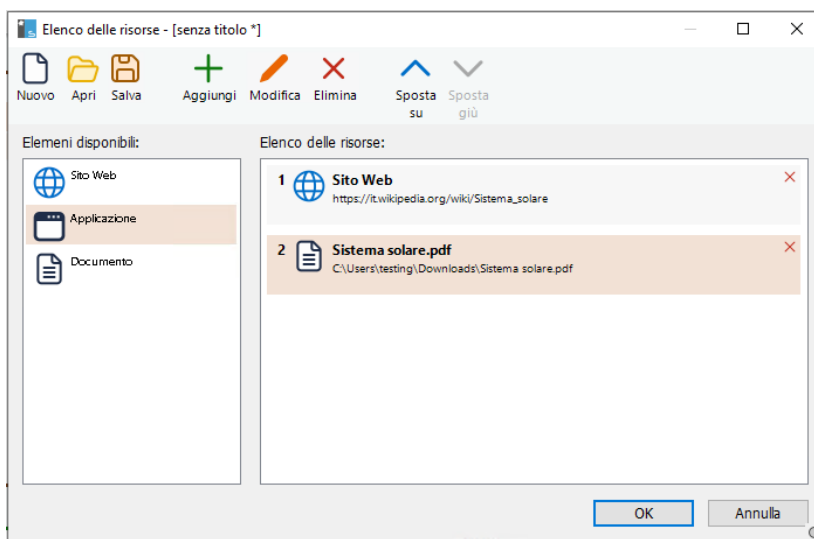 Elenco delle risorse - [senza titolo *]
Nuovo Apri Salva Aggiungi Modifica Elimina Sposta su Sposta giù
Elemeni disponibili:
Elenco delle risorse:
Sito Web
Applicazione
Documento
1 Sito Web
https://it.wikipedia.org/wiki/Sistema_solare
2 Sistema solare.pdf
C:\Users\testing\Downloads\Sistema solare.pdf
OK Annulla